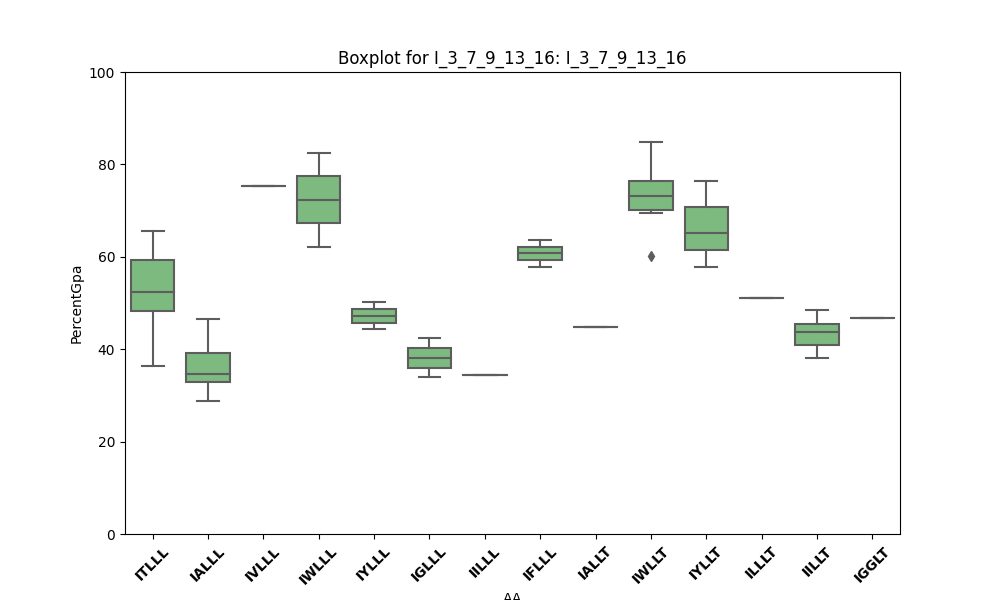 Boxplot for I_3_7_9_13_16: I_3_7_9_13_16
PercentGpa
100
80
60
40
20
0
ITLLL IALLL IVLLL IWLLL IYLLL IGLLL IILLL IFLLL IALLT IWLLT IYLLT ILLLT IILLT IGGLT
AA